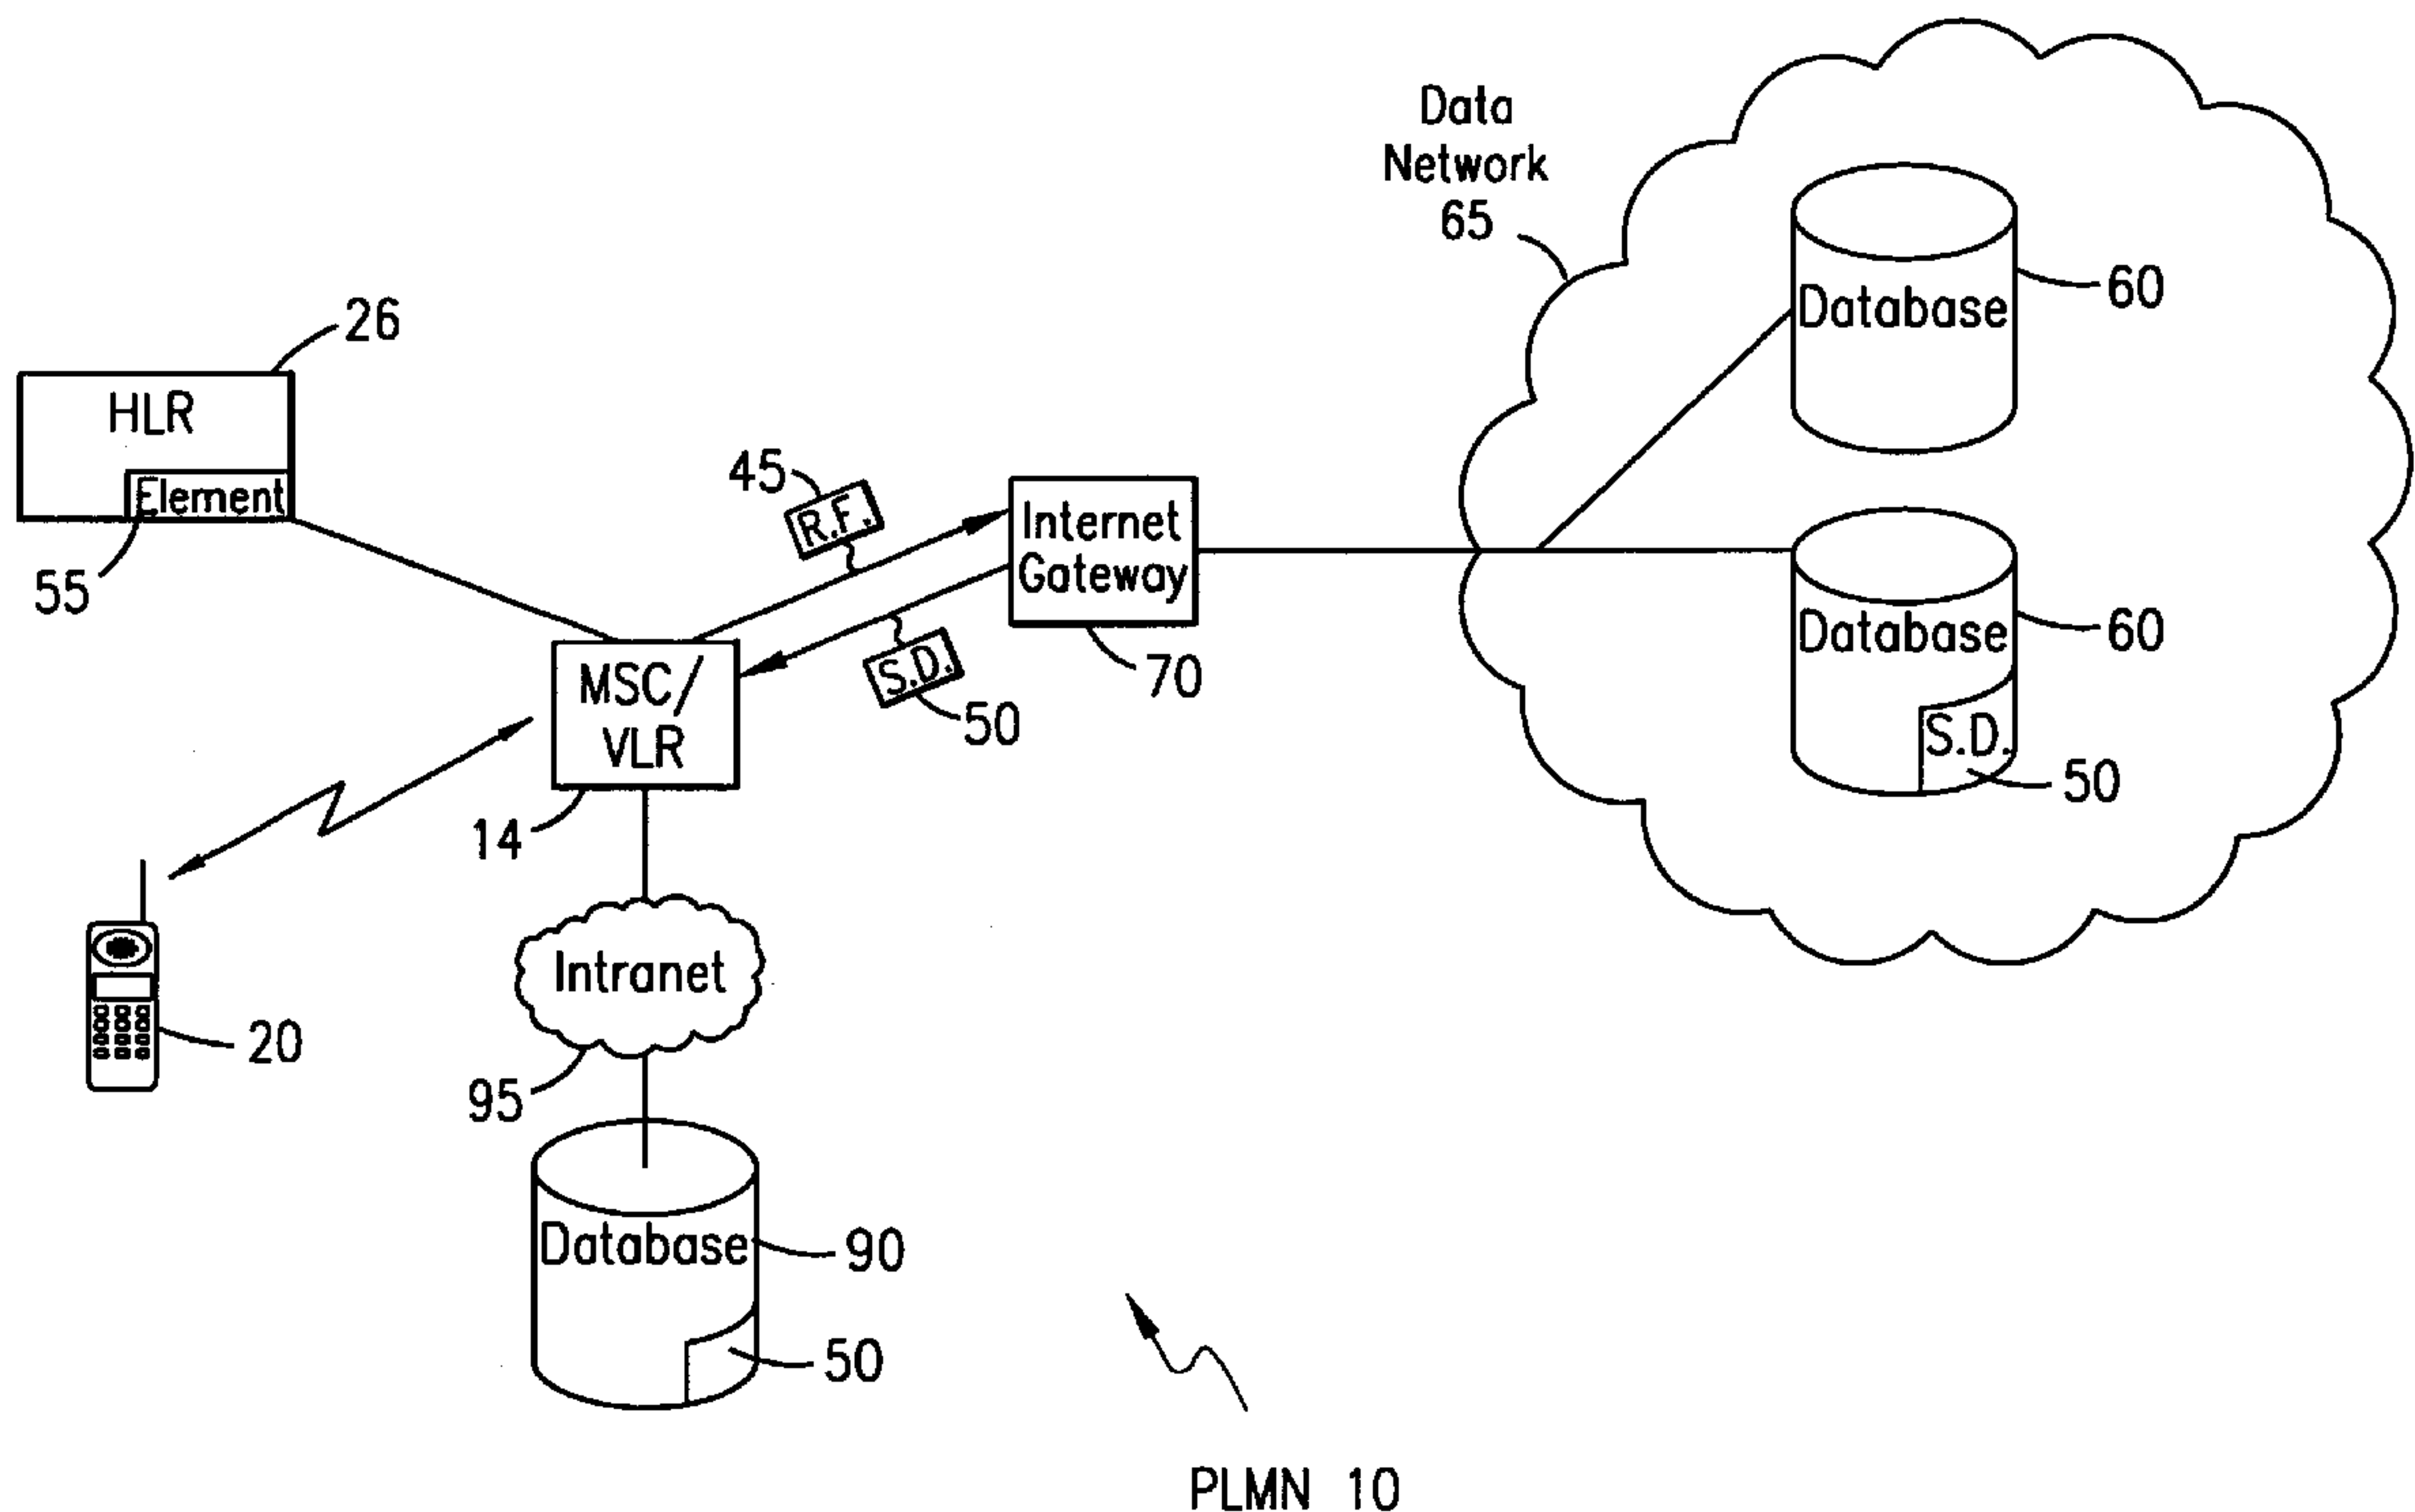 Data
Network
65
Database
60
26
HLR
Element
55
45
R.F.
Internet
Gateway
70
S.D.
50
Database
60
S.D.
50
MSC/
VLR
14
20
Intranet
95
Database
90
50
PLMN 10